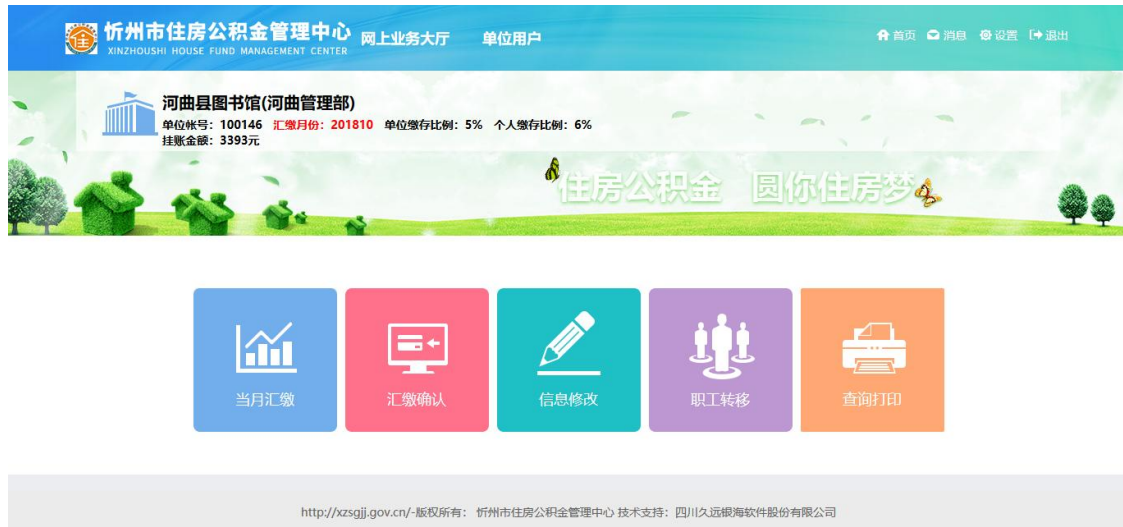 忻州市住房公积金管理中心 网上业务大厅 单位用户 首页 消息 设置 退出
XINZHOUSHI HOUSE FUND MANAGEMENT CENTER
河曲县图书馆(河曲管理部)
单位帐号：100146 汇缴月份：201810 单位缴存比例：5% 个人缴存比例：6%
挂账金额：3393元
住房公积金 圆你住房梦
当月汇缴 汇缴确认 信息修改 职工转移 查询打印
http://xzsgjj.gov.cn/-版权所有： 忻州市住房公积金管理中心 技术支持：四川久远银海软件股份有限公司